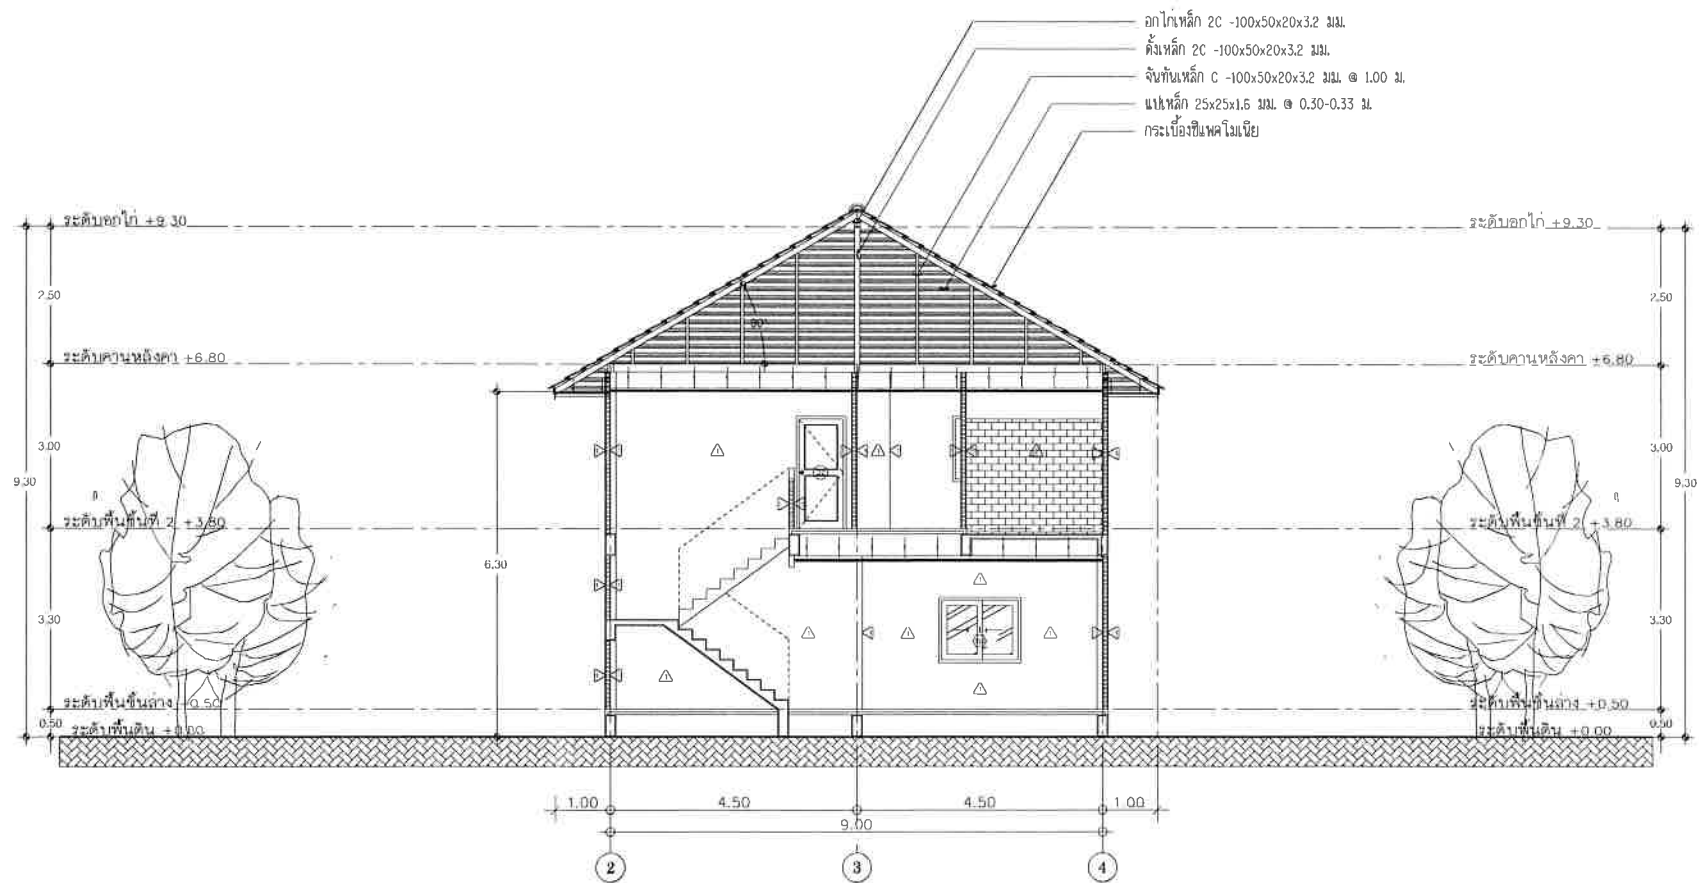 อกไก่เหล็ก 2C -100x50x20x3.2 มม.
ดั้งเหล็ก 2C -100x50x20x3.2 มม.
จันทันเหล็ก C -100x50x20x3.2 มม. @ 1.00 ม.
แปเหล็ก 25x25x1.6 มม. @ 0.30-0.33 ม.
กระเบื้องซีแพคโมเนีย
ระดับอกไก่ +9.30
ระดับอกไก่ +9.30
2.50
2.50
30°
ระดับคานหลังคา +6.80
ระดับคานหลังคา +6.80
3.00
3.00
9.30
9.30
ระดับพื้นชั้นที่ 2 +3.80
ระดับพื้นชั้นที่ 2 +3.80
6.30
3.30
3.30
ระดับพื้นชั้นล่าง +0.50
ระดับพื้นชั้นล่าง +0.50
0.50
0.50
ระดับพื้นดิน +0.00
ระดับพื้นดิน +0.00
1.00 4.50 4.50 1.00
9.00
2 3 4